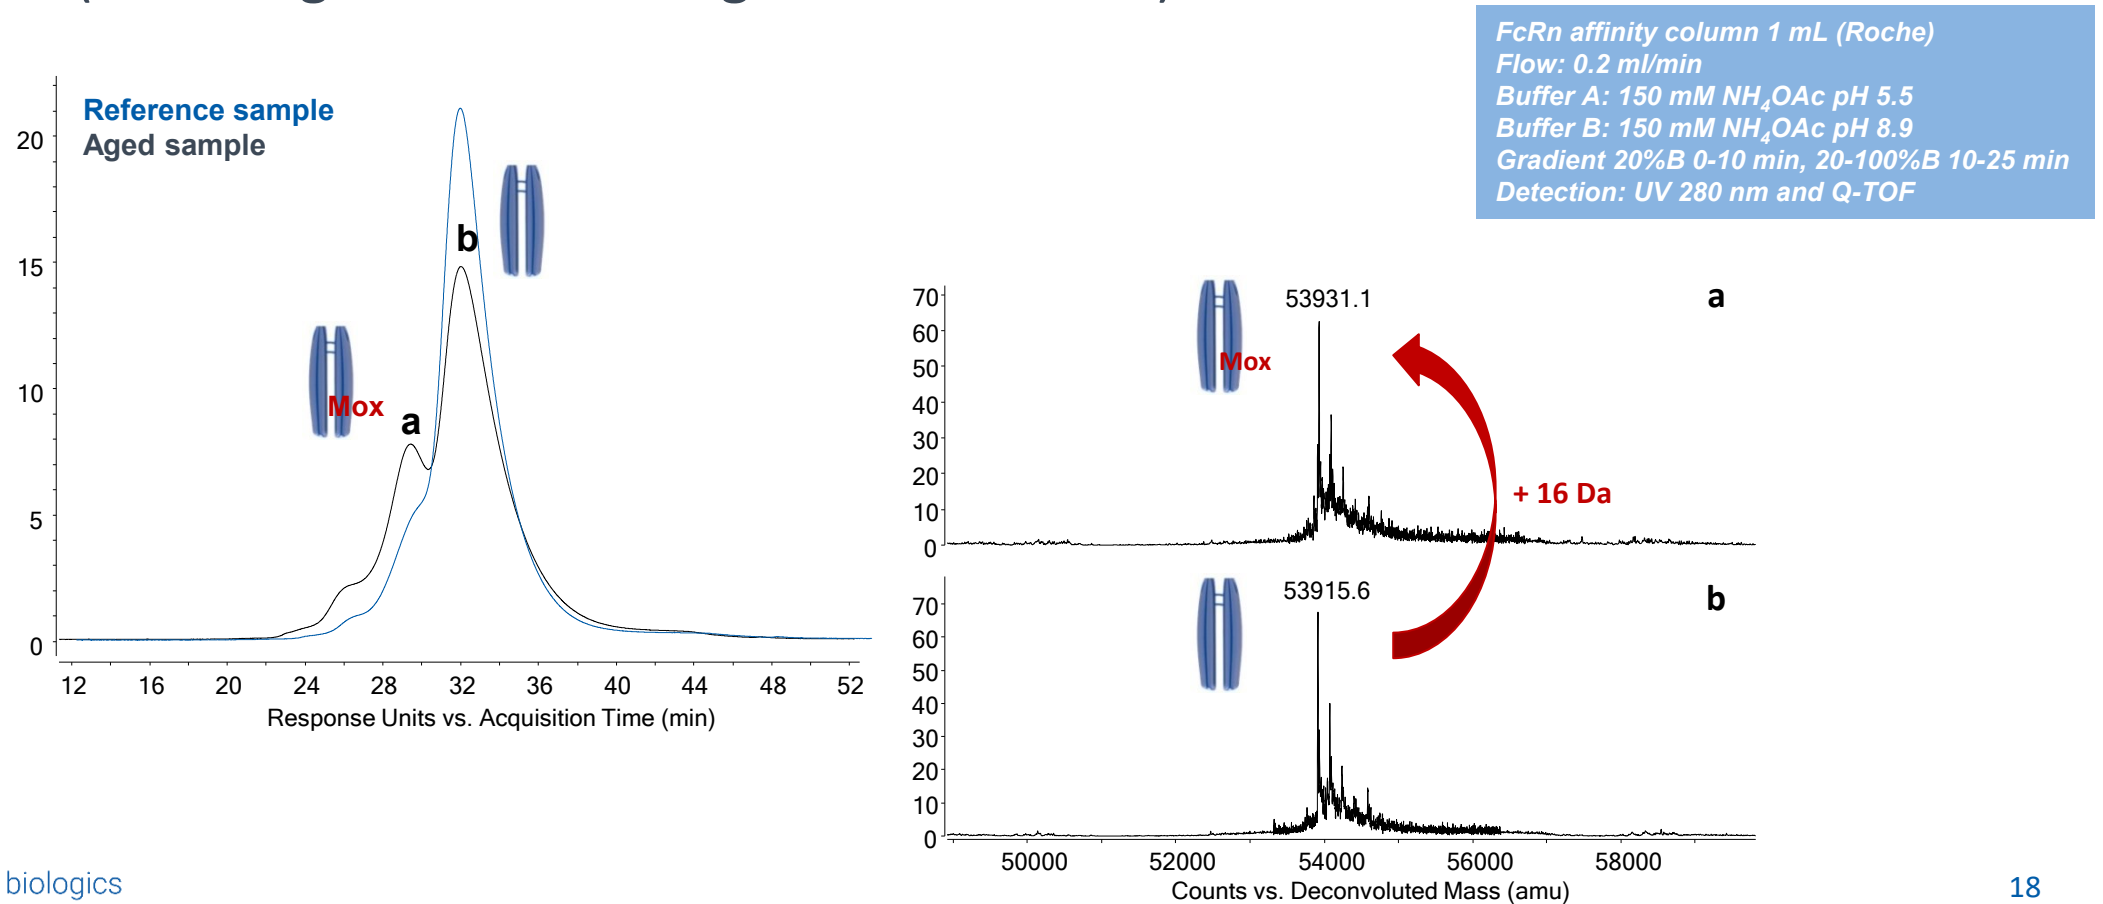 FcRn affinity column 1 mL (Roche)
Flow: 0.2 ml/min
Buffer A: 150 mM NH₄OAc pH 5.5
Buffer B: 150 mM NH₄OAc pH 8.9
Gradient 20%B 0-10 min, 20-100%B 10-25 min
Detection: UV 280 nm and Q-TOF
Reference sample
Aged sample
20
15
10
5
0
b
a
Mox
12 16 20 24 28 32 36 40 44 48 52
Response Units vs. Acquisition Time (min)
70
60
50
40
30
20
10
0
53931.1
a
Mox
+ 16 Da
70
60
50
40
30
20
10
0
53915.6
b
50000 52000 54000 56000 58000
Counts vs. Deconvoluted Mass (amu)
biologics
18